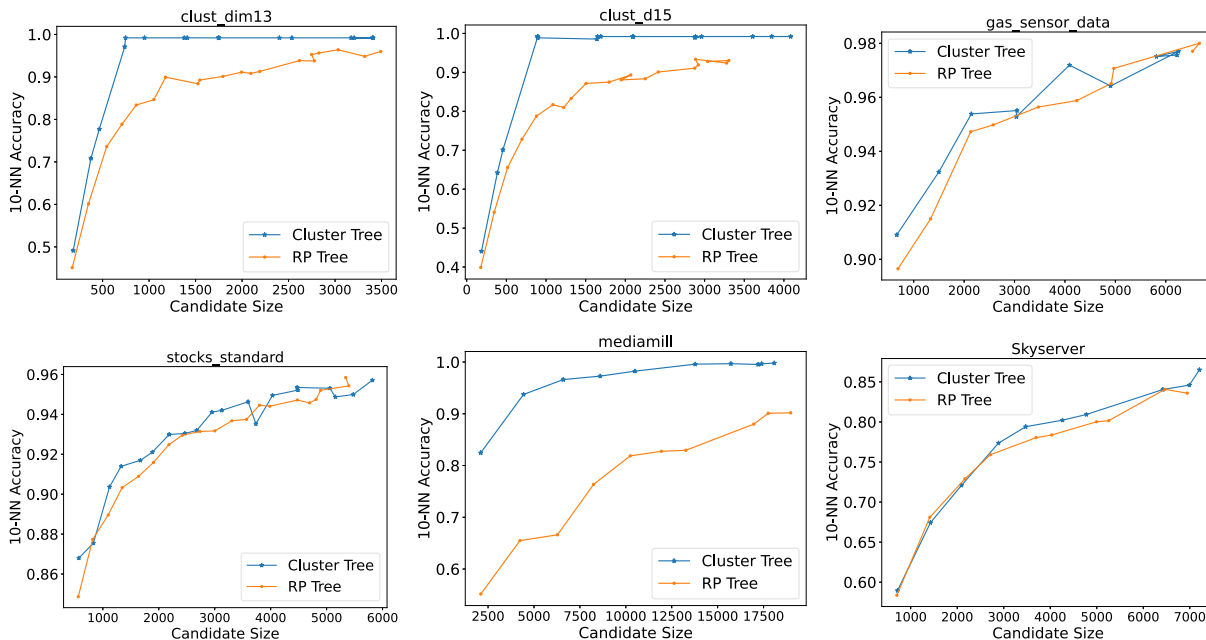 clust_dim13
1.0
0.9
0.8
0.7
0.6
0.5
10-NN Accuracy
Cluster Tree
RP Tree
500 1000 1500 2000 2500 3000 3500
Candidate Size
clust_d15
1.0
0.9
0.8
0.7
0.6
0.5
0.4
10-NN Accuracy
Cluster Tree
RP Tree
0 500 1000 1500 2000 2500 3000 3500 4000
Candidate Size
gas_sensor_data
0.98
0.96
0.94
0.92
0.90
10-NN Accuracy
Cluster Tree
RP Tree
1000 2000 3000 4000 5000 6000
Candidate Size
stocks_standard
0.96
0.94
0.92
0.90
0.88
0.86
10-NN Accuracy
Cluster Tree
RP Tree
1000 2000 3000 4000 5000 6000
Candidate Size
mediamill
1.0
0.9
0.8
0.7
0.6
10-NN Accuracy
Cluster Tree
RP Tree
2500 5000 7500 10000 12500 15000 17500
Candidate Size
Skyserver
0.85
0.80
0.75
0.70
0.65
0.60
10-NN Accuracy
Cluster Tree
RP Tree
1000 2000 3000 4000 5000 6000 7000
Candidate Size